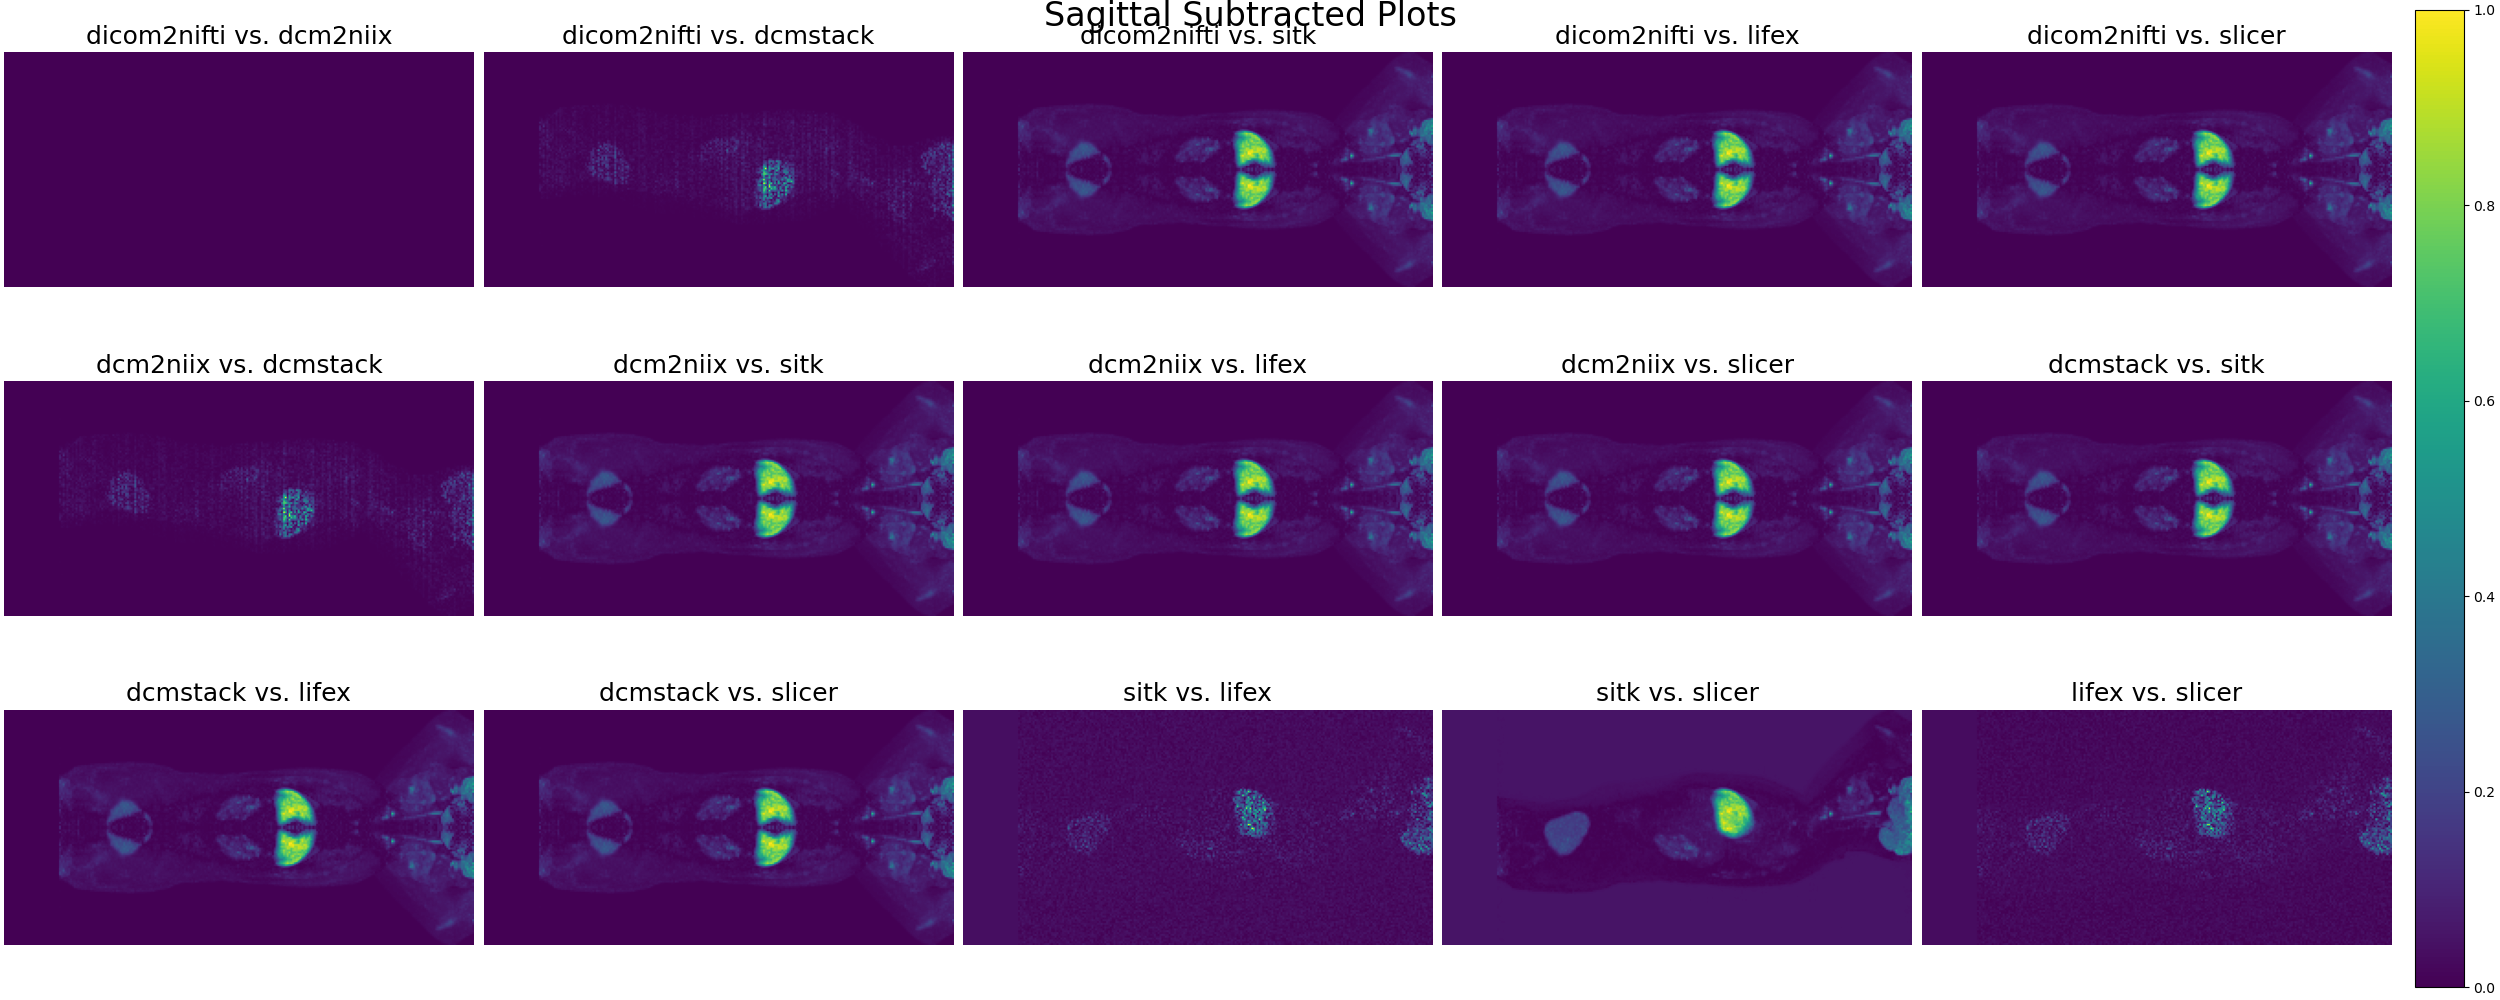 Sagittal Subtracted Plots
dicom2nifti vs. dcm2niix
dicom2nifti vs. dcmstack
dicom2nifti vs. sitk
dicom2nifti vs. lifex
dicom2nifti vs. slicer
dcm2niix vs. dcmstack
dcm2niix vs. sitk
dcm2niix vs. lifex
dcm2niix vs. slicer
dcmstack vs. sitk
dcmstack vs. lifex
dcmstack vs. slicer
sitk vs. lifex
sitk vs. slicer
lifex vs. slicer
1.0
0.8
0.6
0.4
0.2
0.0